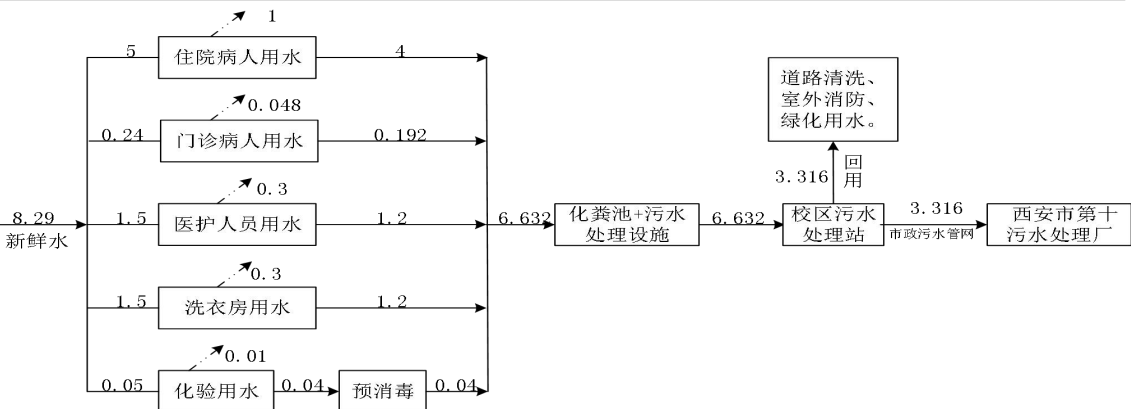 1
5
住院病人用水
4
0.048
0.24
门诊病人用水
0.192
0.3
8.29
新鲜水
1.5
医护人员用水
1.2
6.632
化粪池+污水
处理设施
6.632
校区污水
处理站
3.316
市政污水管网
西安市第十
污水处理厂
3.316
回
用
道路清洗、
室外消防、
绿化用水。
0.3
1.5
洗衣房用水
1.2
0.01
0.05
化验用水
0.04
预消毒
0.04